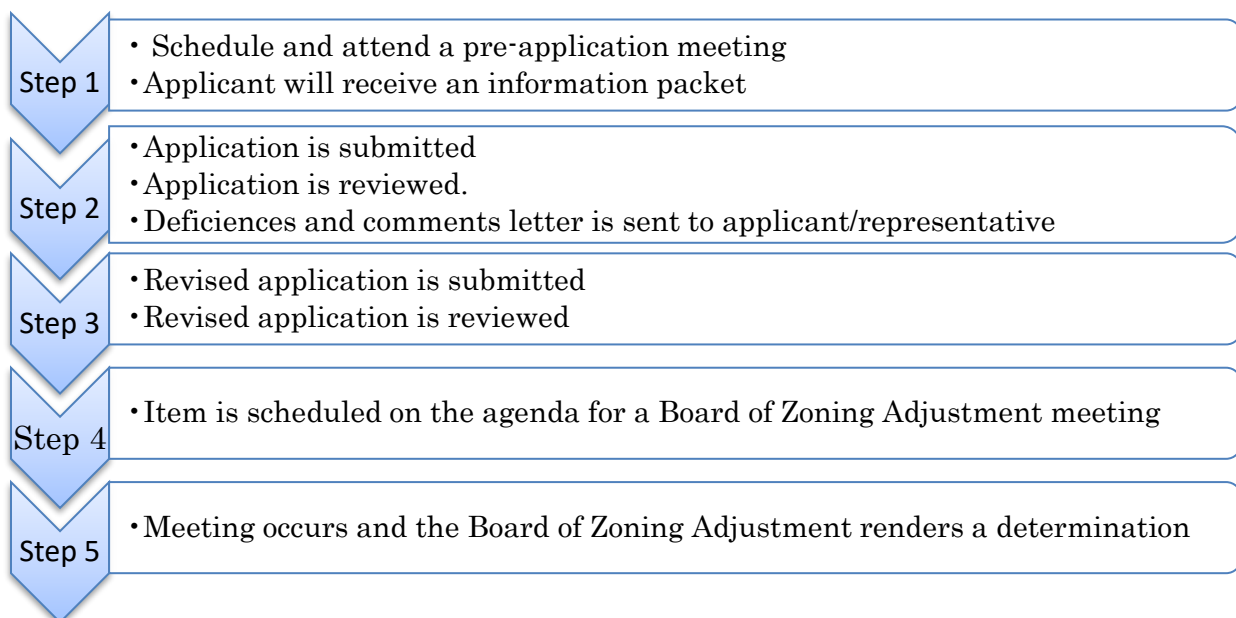 Step 1
• Schedule and attend a pre-application meeting
•Applicant will receive an information packet
Step 2
•Application is submitted
•Application is reviewed.
•Deficiences and comments letter is sent to applicant/representative
Step 3
•Revised application is submitted
•Revised application is reviewed
Step 4
•Item is scheduled on the agenda for a Board of Zoning Adjustment meeting
Step 5
•Meeting occurs and the Board of Zoning Adjustment renders a determination